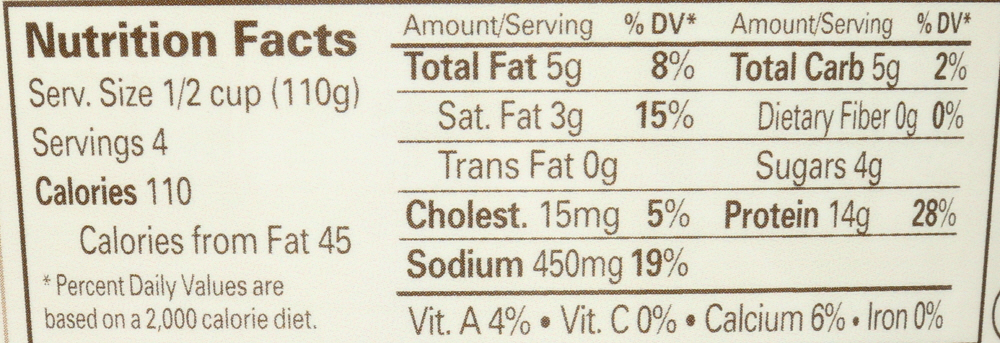 Nutrition Facts
Serv. Size 1/2 cup (110g)
Servings 4
Calories 110
Calories from Fat 45
* Percent Daily Values are
based on a 2,000 calorie diet.
Amount/Serving % DV* Amount/Serving % DV*
Total Fat 5g 8% Total Carb 5g 2%
Sat. Fat 3g 15% Dietary Fiber 0g 0%
Trans Fat 0g Sugars 4g
Cholest. 15mg 5% Protein 14g 28%
Sodium 450mg 19%
Vit. A 4% • Vit. C 0% • Calcium 6% • Iron 0%